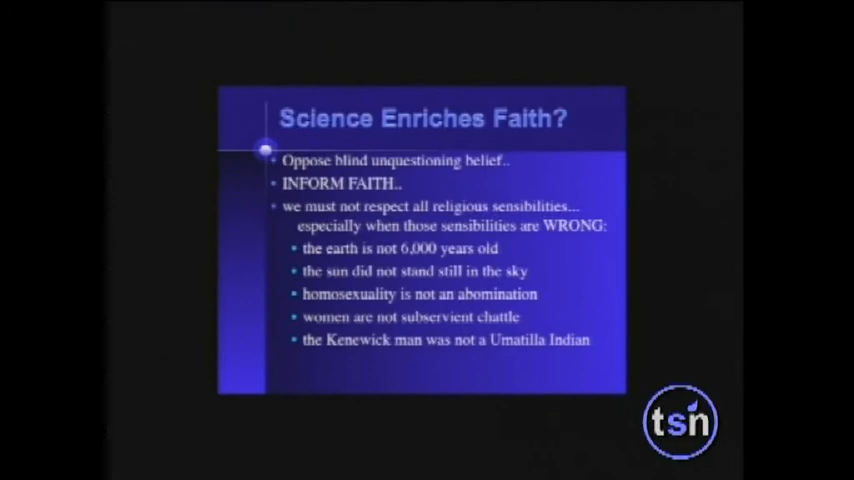 Science Enriches Faith?
Oppose blind unquestioning belief..
INFORM FAITH..
we must not respect all religious sensibilities...
especially when those sensibilities are WRONG:
the earth is not 6,000 years old
the sun did not stand still in the sky
homosexuality is not an abomination
women are not subservient chattle
the Kenewick man was not a Umatilla Indian
tsn